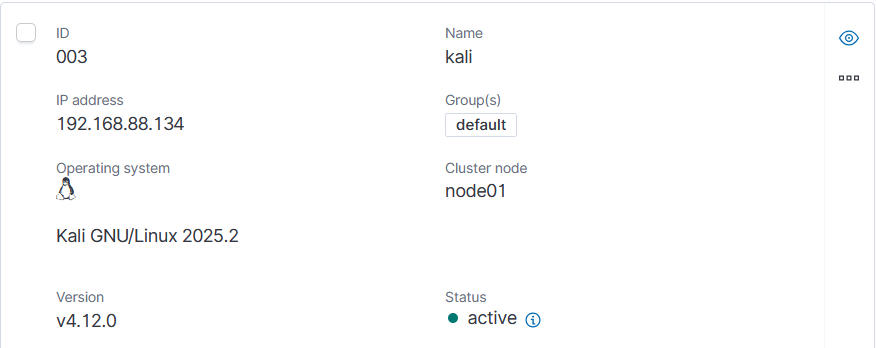 ID
Name
003
kali
IP address
Group(s)
192.168.88.134
default
Operating system
Cluster node
node01
Kali GNU/Linux 2025.2
Version
Status
v4.12.0
active